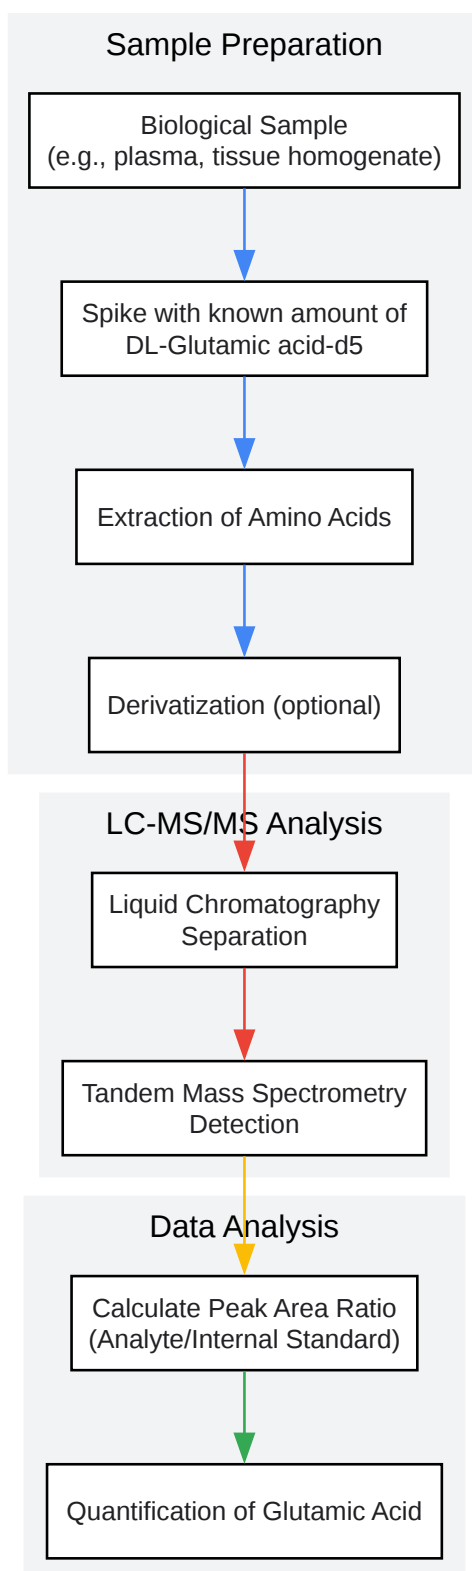 Sample Preparation
Biological Sample
(e.g., plasma, tissue homogenate)
Spike with known amount of
DL-Glutamic acid-d5
Extraction of Amino Acids
Derivatization (optional)
LC-MS/MS Analysis
Liquid Chromatography
Separation
Tandem Mass Spectrometry
Detection
Data Analysis
Calculate Peak Area Ratio
(Analyte/Internal Standard)
Quantification of Glutamic Acid